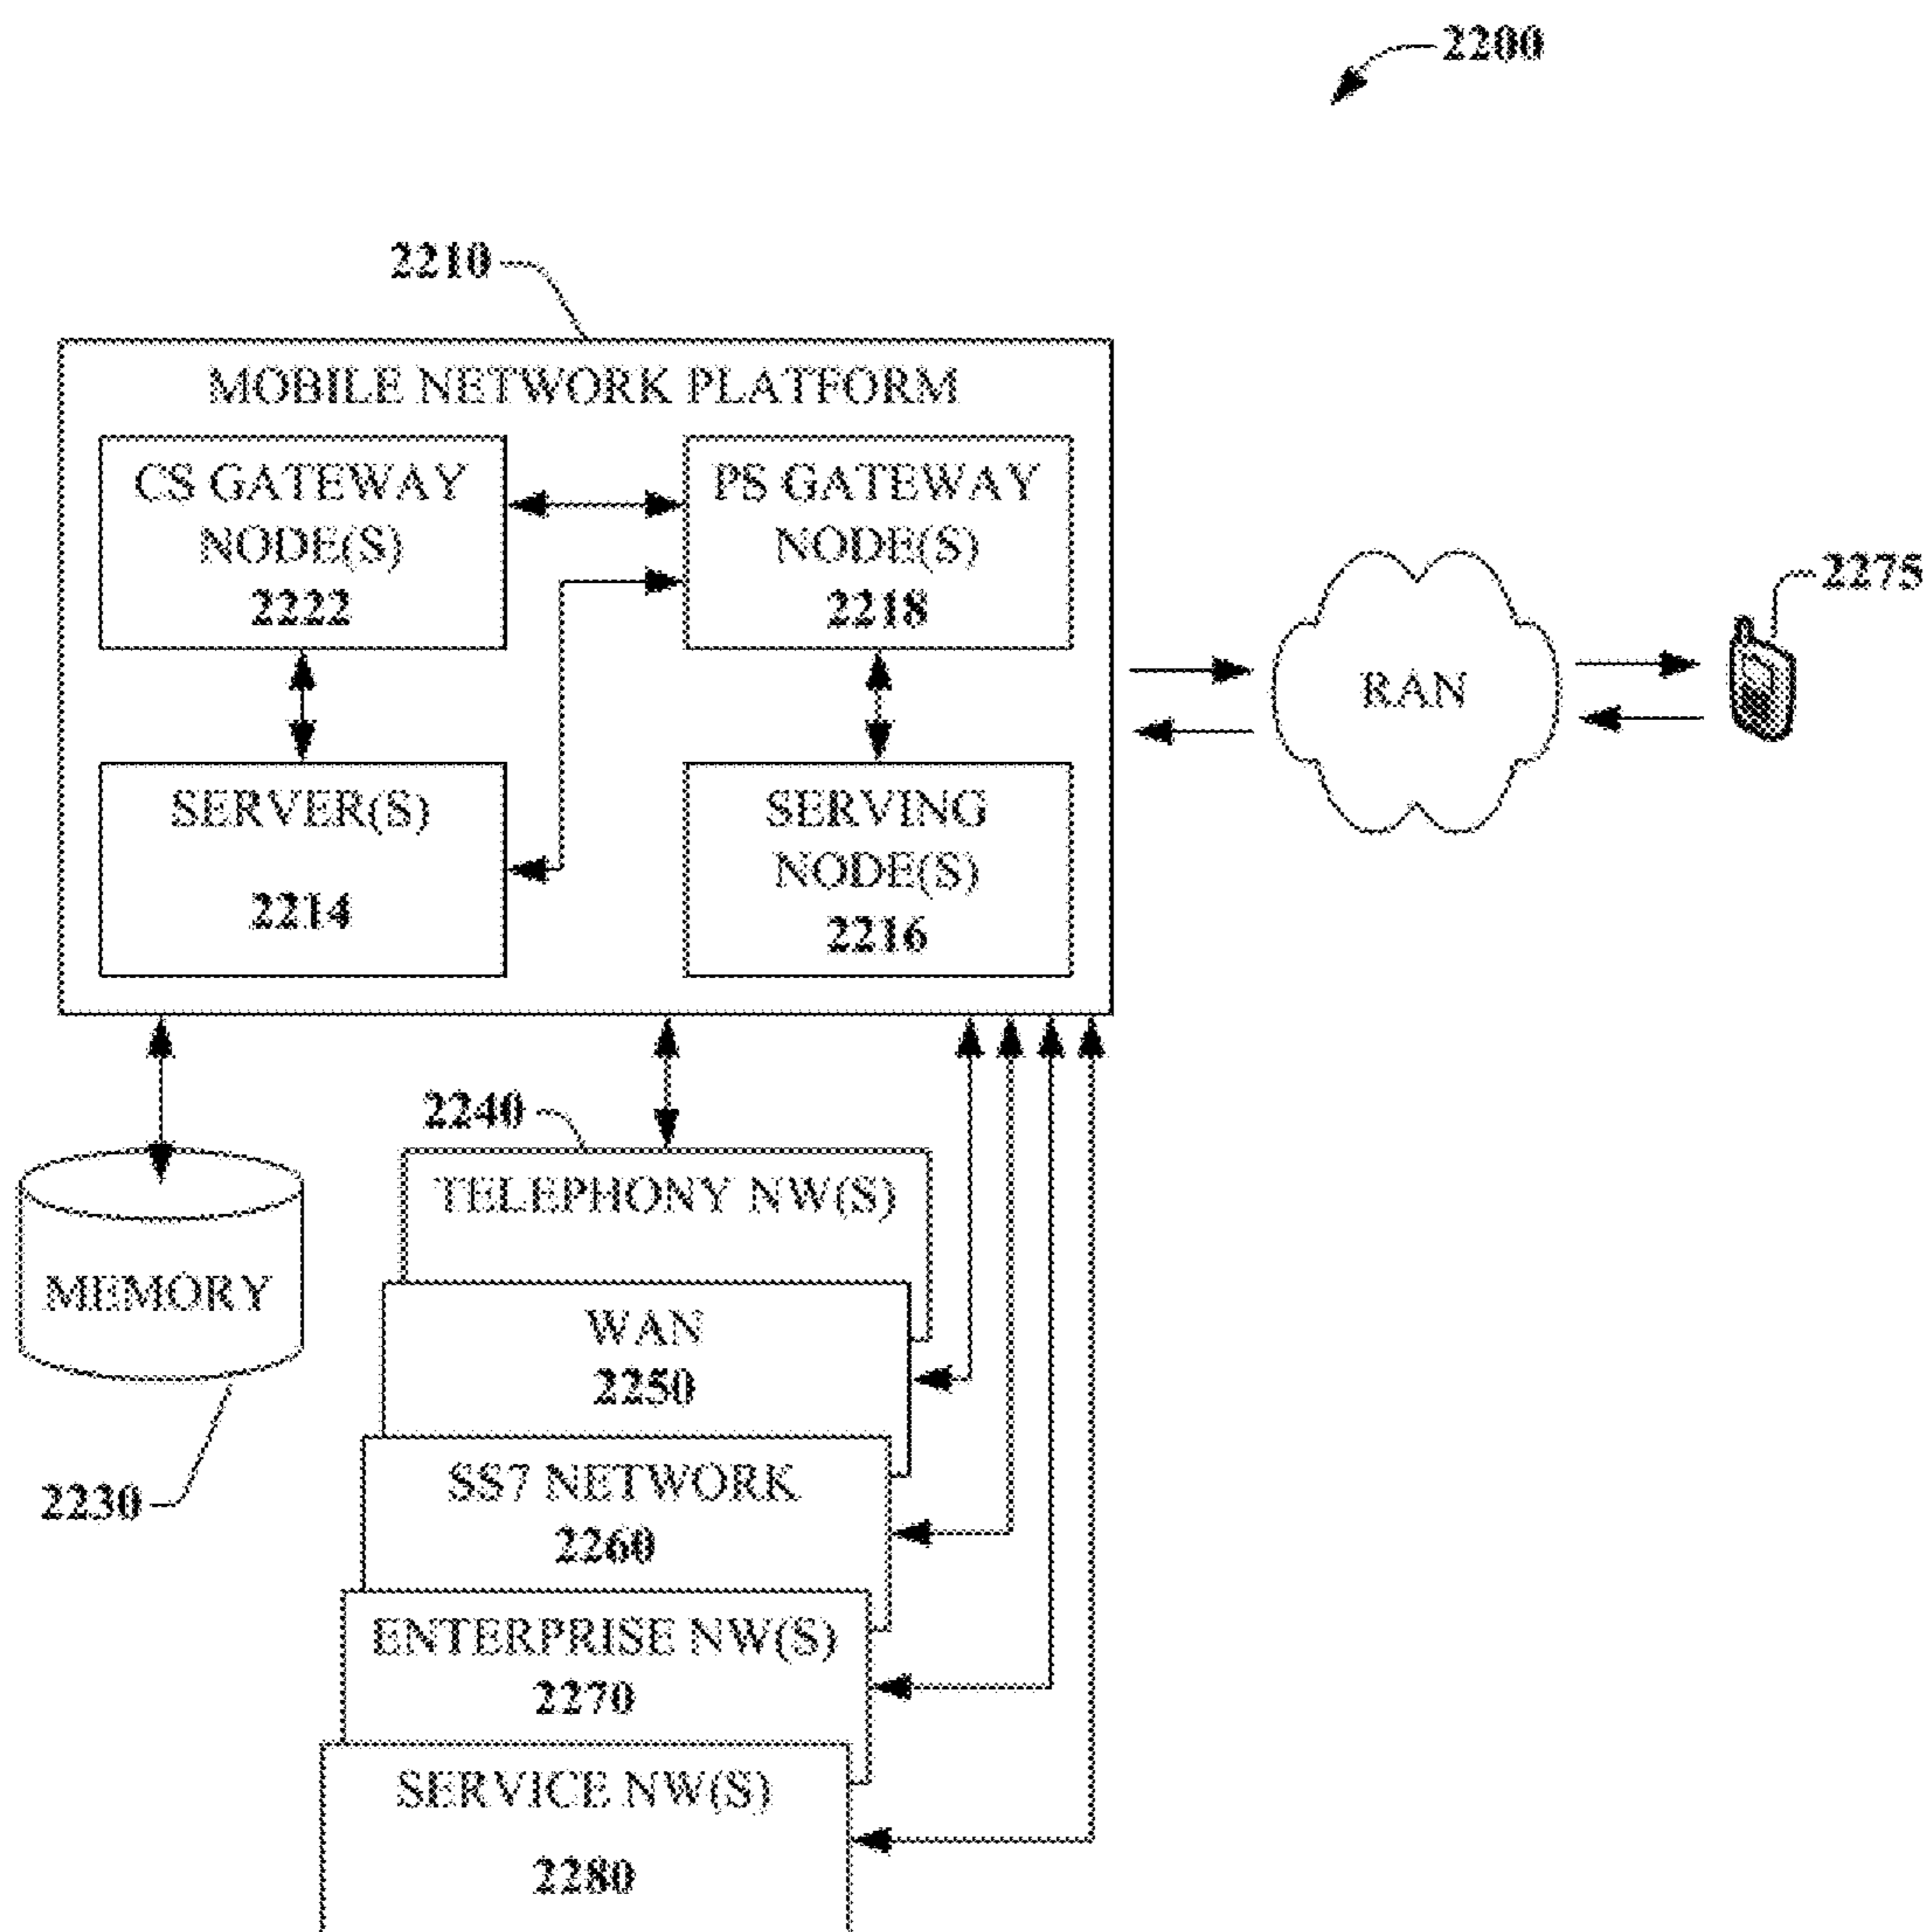 2200
2210
MOBILE NETWORK PLATFORM
CS GATEWAY
NODE(S)
2222
PS GATEWAY
NODE(S)
2218
SERVER(S)
2214
SERVING
NODE(S)
2216
RAN
2275
2240
TELEPHONY NW(S)
MEMORY
2230
WAN
2250
SS7 NETWORK
2260
ENTERPRISE NW(S)
2270
SERVICE NW(S)
2280